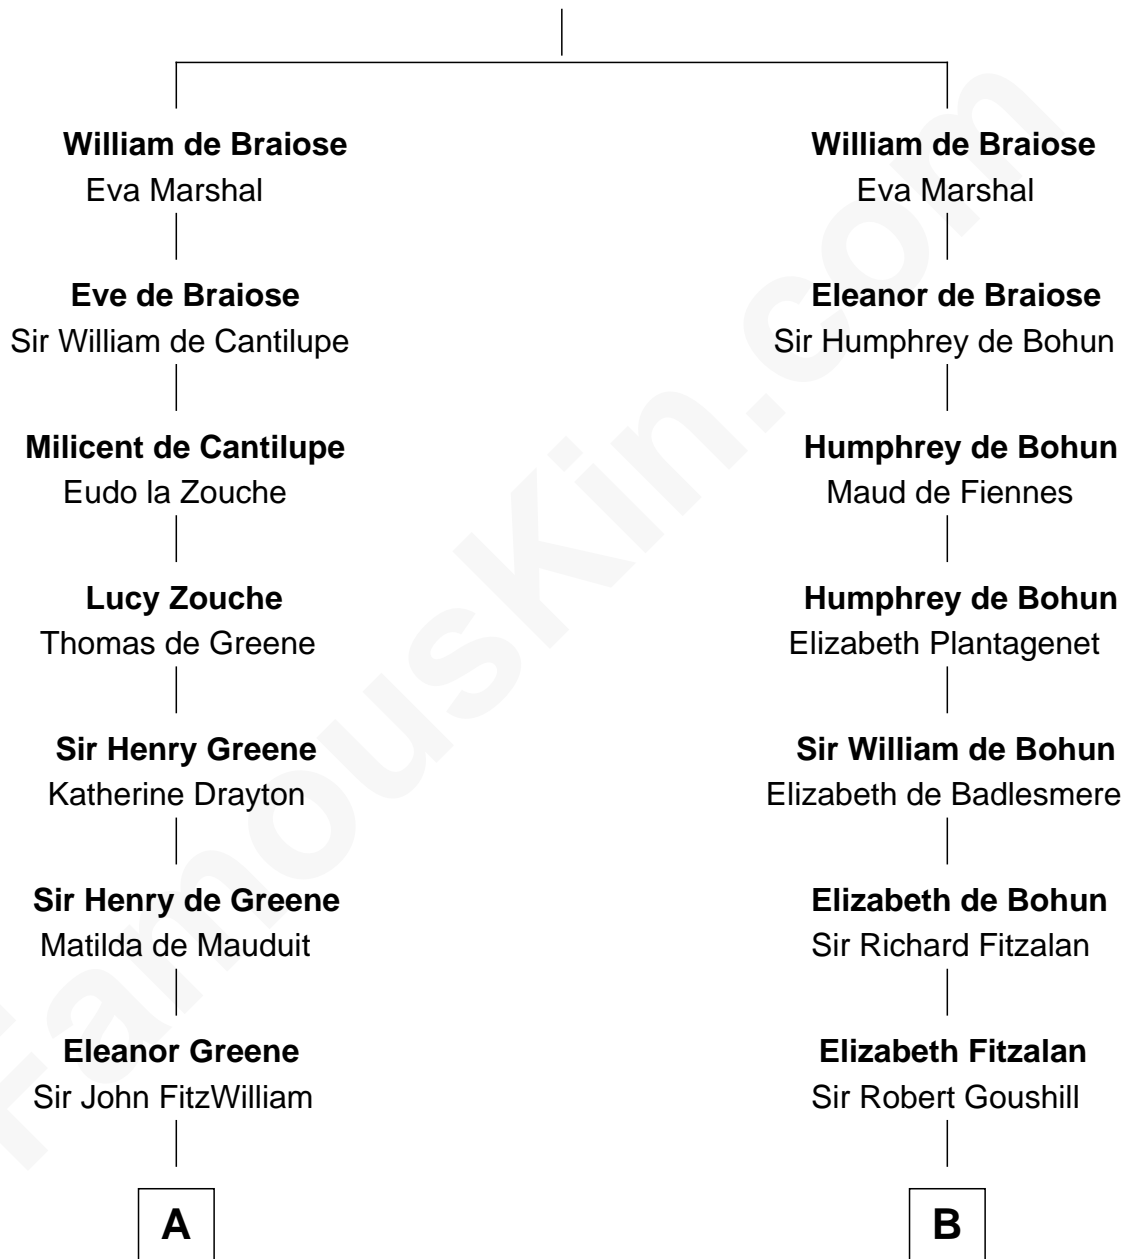 William de Braiose
Eva Marshal
Eve de Braiose
Sir William de Cantilupe
Milicent de Cantilupe
Eudo la Zouche
Lucy Zouche
Thomas de Greene
Sir Henry Greene
Katherine Drayton
Sir Henry de Greene
Matilda de Mauduit
Eleanor Greene
Sir John FitzWilliam
A
William de Braiose
Eva Marshal
Eleanor de Braiose
Sir Humphrey de Bohun
Humphrey de Bohun
Maud de Fiennes
Humphrey de Bohun
Elizabeth Plantagenet
Sir William de Bohun
Elizabeth de Badlesmere
Elizabeth de Bohun
Sir Richard Fitzalan
Elizabeth Fitzalan
Sir Robert Goushill
B
FamousKin.com